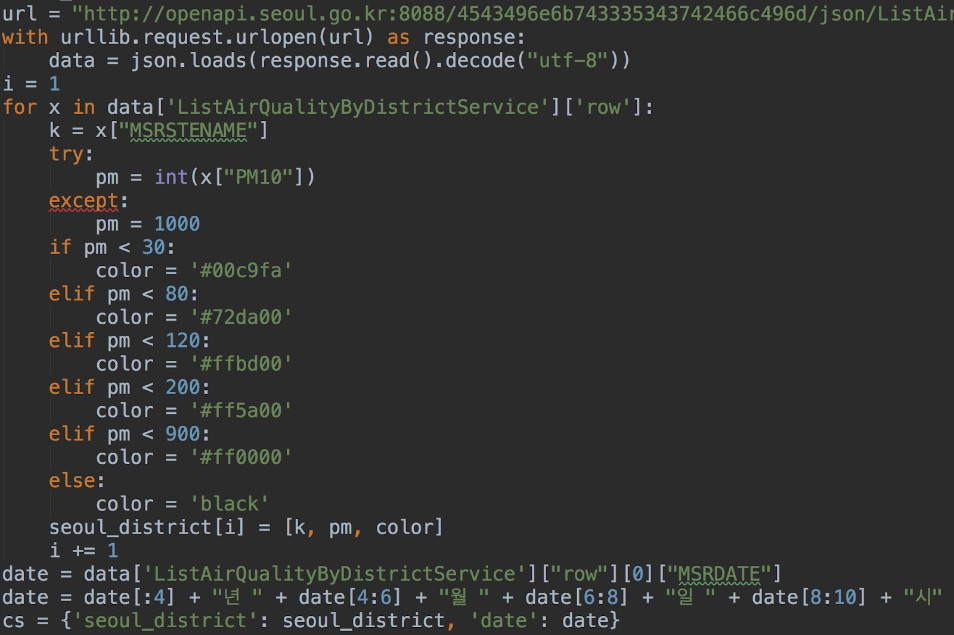 url = "http://openapi.seoul.go.kr:8088/4543496e6b743335343742466c496d/json/ListAir
with urllib.request.urlopen(url) as response:
    data = json.loads(response.read().decode("utf-8"))
i = 1
for x in data['ListAirQualityByDistrictService']['row']:
    k = x["MSRSTENAME"]
    try:
        pm = int(x["PM10"])
    except:
        pm = 1000
    if pm < 30:
        color = '#00c9fa'
    elif pm < 80:
        color = '#72da00'
    elif pm < 120:
        color = '#ffbd00'
    elif pm < 200:
        color = '#ff5a00'
    elif pm < 900:
        color = '#ff0000'
    else:
        color = 'black'
    seoul_district[i] = [k, pm, color]
    i += 1
date = data['ListAirQualityByDistrictService']["row"][0]["MSRDATE"]
date = date[:4] + "년 " + date[4:6] + "월 " + date[6:8] + "일 " + date[8:10] + "시"
cs = {'seoul_district': seoul_district, 'date': date}